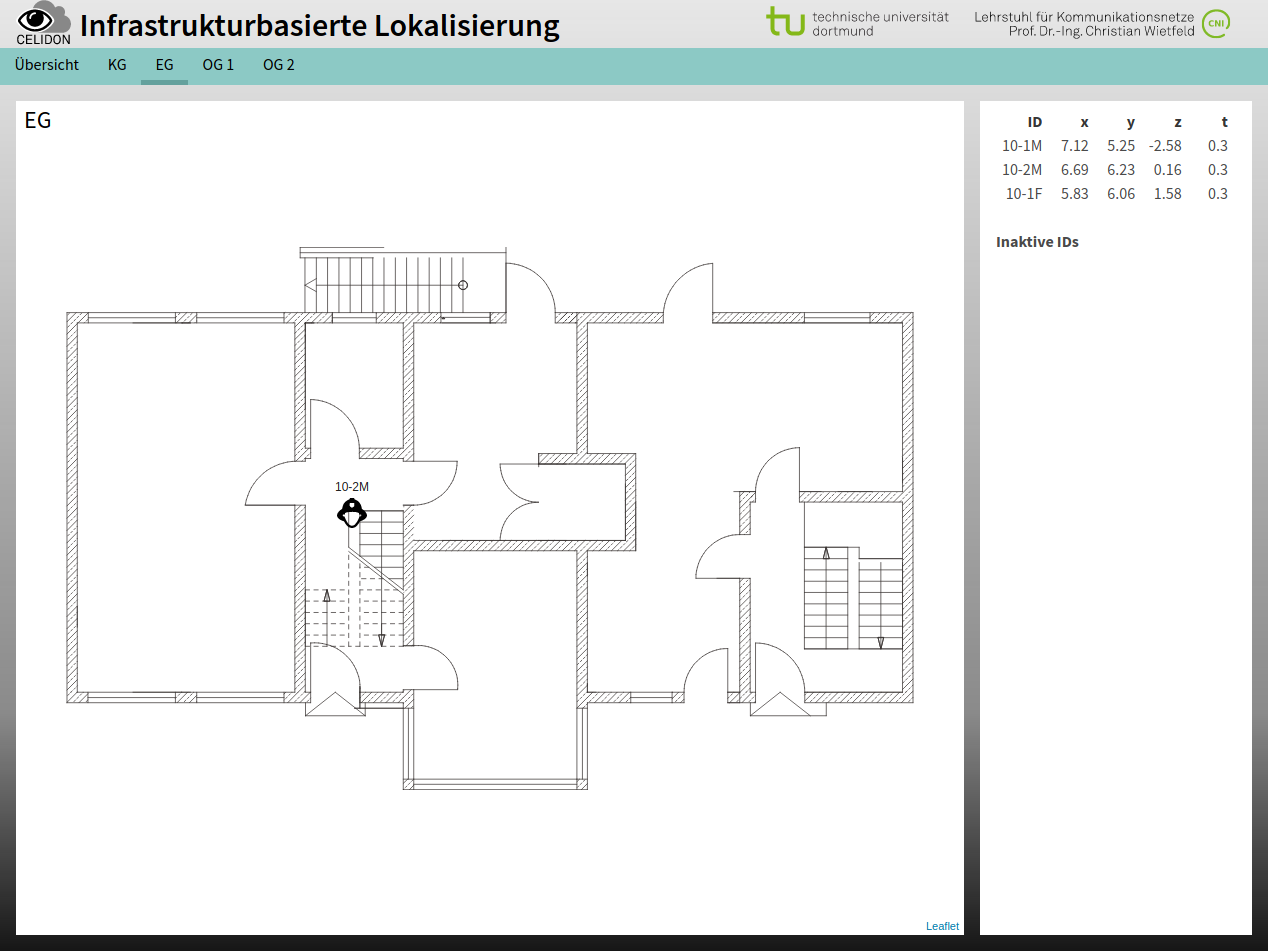 CELIDON
Infrastrukturbasierte Lokalisierung
tu technische universität
dortmund
Lehrstuhl für Kommunikationsnetze
Prof. Dr.-Ing. Christian Wietfeld
CNI
Übersicht KG EG OG 1 OG 2
EG
10-2M
Leaflet
ID x y z t
10-1M 7.12 5.25 -2.58 0.3
10-2M 6.69 6.23 0.16 0.3
10-1F 5.83 6.06 1.58 0.3
Inaktive IDs